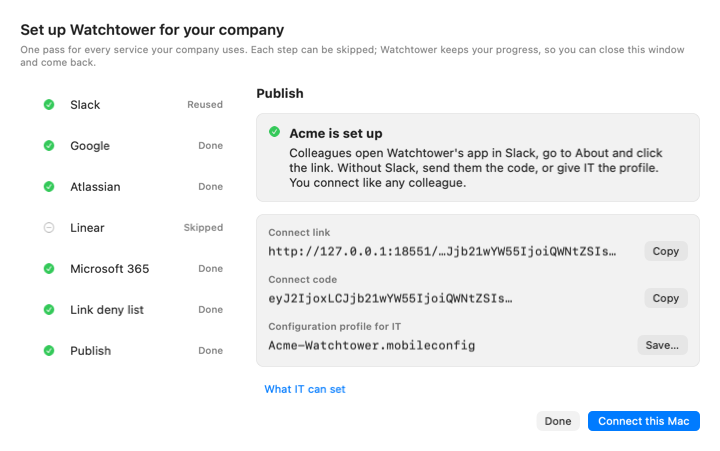 Set up Watchtower for your company
One pass for every service your company uses. Each step can be skipped; Watchtower keeps your progress, so you can close this window
and come back.
Slack Reused
Google Done
Atlassian Done
Linear Skipped
Microsoft 365 Done
Link deny list Done
Publish Done
Publish
Acme is set up
Colleagues open Watchtower's app in Slack, go to About and click
the link. Without Slack, send them the code, or give IT the profile.
You connect like any colleague.
Connect link
http://127.0.0.1:18551/…Jjb21wYW55IjoiQWNtZSIs…
Copy
Connect code
eyJ2IjoxLCJjb21wYW55IjoiQWNtZSIs…
Copy
Configuration profile for IT
Acme-Watchtower.mobileconfig
Save…
What IT can set
Done
Connect this Mac